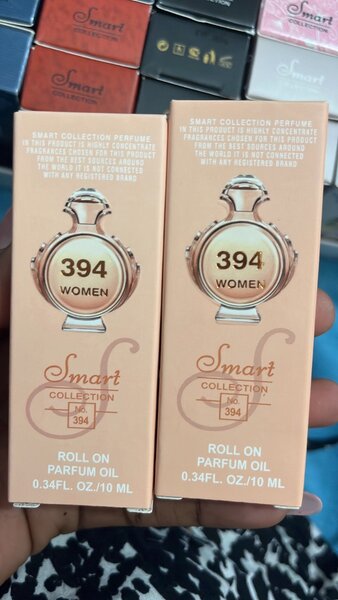 Smart
COLLECTION
Smart
COLLECTION
Smart
COLLECTION
SMART COLLECTION PERFUME
IN THIS PRODUCT IS HIGHLY CONCENTRATE
FRAGRANCES CHOSEN FOR THIS PRODUCT
FROM THE BEST SOURCES AROUND
THE WORLD IT IS NOT CONNECTED
WITH ANY REGISTERED BRAND
394
WOMEN
Smart
COLLECTION
No.
394
ROLL ON
PARFUM OIL
0.34FL. OZ./10 ML
SMART COLLECTION PERFUME
IN THIS PRODUCT IS HIGHLY CONCENTRATE
FRAGRANCES CHOSEN FOR THIS PRODUCT
FROM THE BEST SOURCES AROUND
THE WORLD IT IS NOT CONNECTED
WITH ANY REGISTERED BRAND
394
WOMEN
Smart
COLLECTION
No.
394
ROLL ON
PARFUM OIL
0.34FL. OZ./10 ML